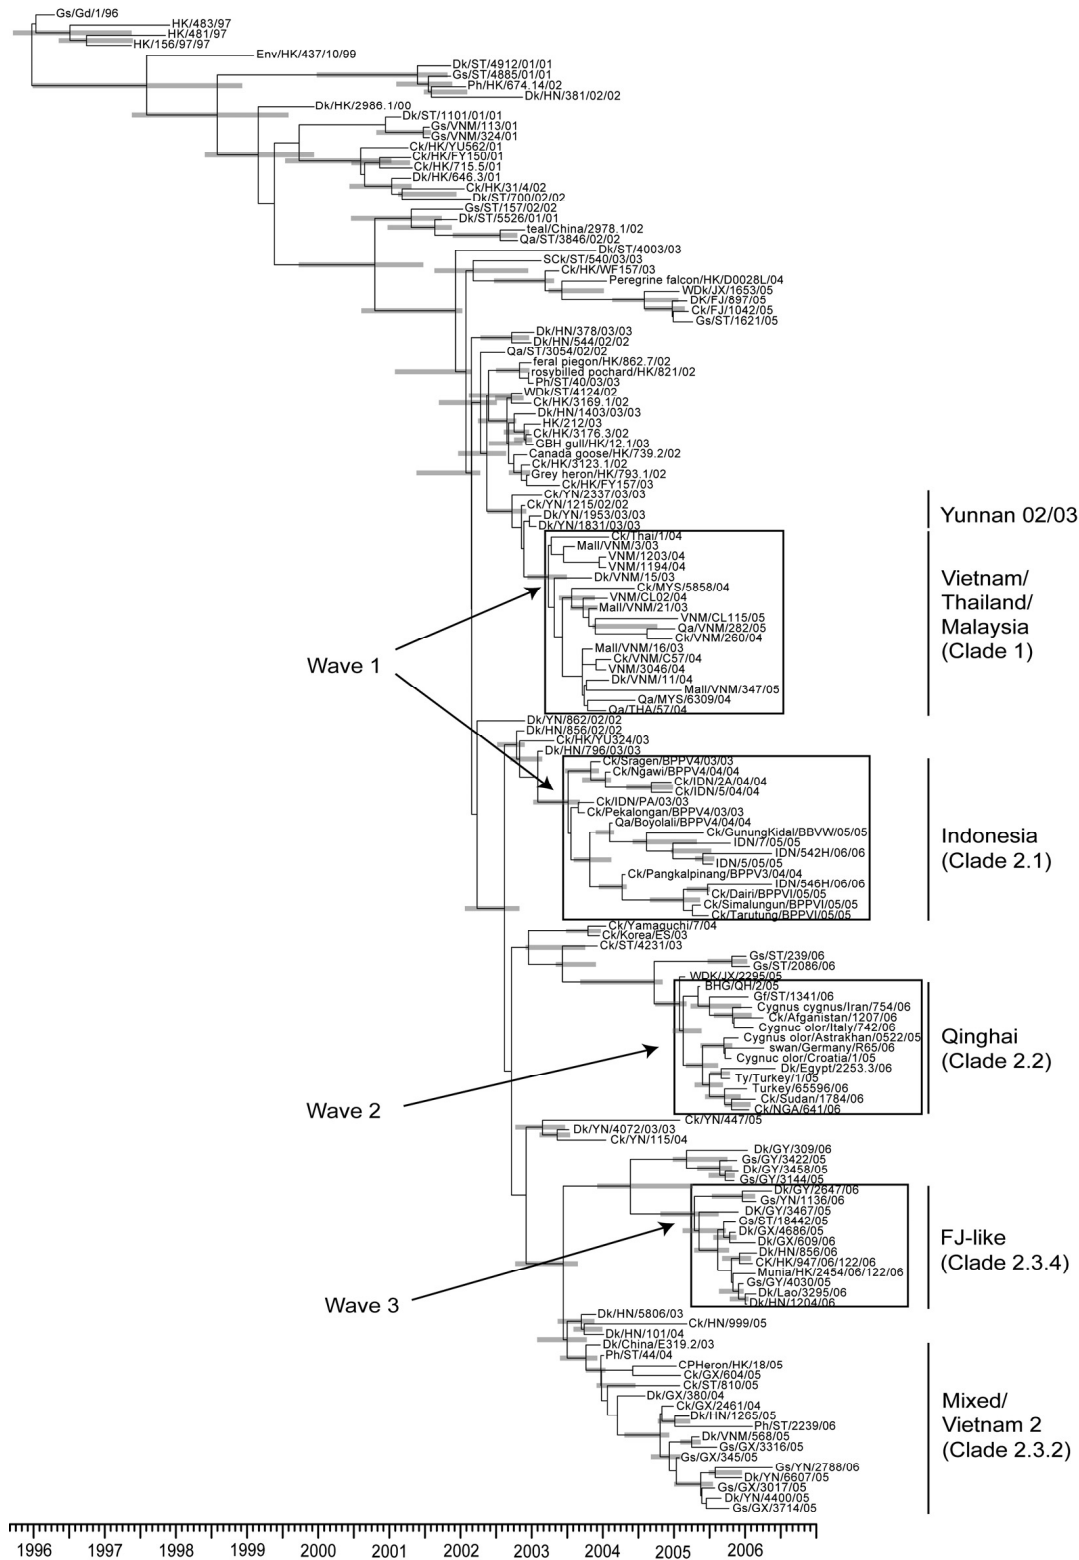 Gs/Gd/1/96
HK/483/97
HK/481/97
HK/156/97/97
Env/HK/437/10/99
Dk/ST/4912/01/01
Gs/ST/4885/01/01
Ph/HK/674.14/02
Dk/HN/381/02/02
Dk/HK/2986.1/00
Dk/ST/1101/01/01
Gs/VNM/113/01
Gs/VNM/324/01
Ck/HK/YU562/01
Ck/HK/FY150/01
Ck/HK/715.5/01
Dk/HK/646.3/01
Ck/HK/31/4/02
Dk/ST/700/02/02
Gs/ST/157/02/02
Dk/ST/5526/01/01
teal/China/2978.1/02
Qa/ST/3846/02/02
Dk/ST/4003/03
SCk/ST/540/03/03
Ck/HK/WF157/03
Peregrine falcon/HK/D0028L/04
WDk/JX/1653/05
DK/FJ/897/05
Ck/FJ/1042/05
Gs/ST/1621/05
Dk/HN/378/03/03
Dk/HN/544/02/02
Qa/ST/3054/02/02
feral piegon/HK/862.7/02
rosybilled pochard/HK/821/02
Ph/ST/40/03/03
WDk/ST/4124/02
Ck/HK/3169.1/02
Dk/HN/1403/03/03
HK/212/03
Ck/HK/3176.3/02
GBH gull/HK/12.1/03
Canada goose/HK/739.2/02
Ck/HK/3123.1/02
Grey heron/HK/793.1/02
Ck/HK/FY157/03
Ck/YN/2337/03/03
Ck/YN/1215/02/02
Dk/YN/1953/03/03
Dk/YN/1831/03/03
Yunnan 02/03
Ck/Thai/1/04
Mall/VNM/3/03
VNM/1203/04
VNM/1194/04
Dk/VNM/15/03
Ck/MYS/5858/04
VNM/CL02/04
Mall/VNM/21/03
VNM/CL115/05
Qa/VNM/282/05
Ck/VNM/260/04
Mall/VNM/16/03
Ck/VNM/C57/04
VNM/3046/04
Dk/VNM/11/04
Mall/VNM/347/05
Qa/MYS/6309/04
Qa/THA/57/04
Vietnam/
Thailand/
Malaysia
(Clade 1)
Wave 1
Dk/YN/862/02/02
Dk/HN/856/02/02
Ck/HK/YU324/03
Dk/HN/796/03/03
Ck/Sragen/BPPV4/03/03
Ck/Ngawi/BPPV4/04/04
Ck/IDN/2A/04/04
Ck/IDN/5/04/04
Ck/IDN/PA/03/03
Ck/Pekalongan/BPPV4/03/03
Qa/Boyolali/BPPV4/04/04
Ck/GunungKidal/BBVW/05/05
IDN/7/05/05
IDN/542H/06/06
IDN/5/05/05
Ck/Pangkalpinang/BPPV3/04/04
IDN/546H/06/06
Ck/Dairi/BPPVI/05/05
Ck/Simalungun/BPPVI/05/05
Ck/Tarutung/BPPVI/05/05
Indonesia
(Clade 2.1)
Ck/Yamaguchi/7/04
Ck/Korea/ES/03
Ck/ST/4231/03
Gs/ST/239/06
Gs/ST/2086/06
WDK/JX/2295/05
BHG/QH/2/05
Gf/ST/1341/06
Cygnus cygnus/Iran/754/06
Ck/Afganistan/1207/06
Cygnuc olor/Italy/742/06
Cygnus olor/Astrakhan/0522/05
swan/Germany/R65/06
Cygnuc olor/Croatia/1/05
Dk/Egypt/2253.3/06
Ty/Turkey/1/05
Turkey/65596/06
Ck/Sudan/1784/06
Ck/NGA/641/06
Qinghai
(Clade 2.2)
Wave 2
Ck/YN/447/05
Dk/YN/4072/03/03
Ck/YN/115/04
Dk/GY/309/06
Gs/GY/3422/05
Dk/GY/3458/05
Gs/GY/3144/05
Dk/GY/2647/06
Gs/YN/1136/06
DK/GY/3467/05
Gs/ST/18442/05
Dk/GX/4686/05
Dk/GX/609/06
Dk/HN/856/06
CK/HK/947/06/122/06
Munia/HK/2454/06/122/06
Gs/GY/4030/05
Dk/Lao/3295/06
Dk/HN/1204/06
FJ-like
(Clade 2.3.4)
Wave 3
Dk/HN/5806/03
Ck/HN/999/05
Dk/HN/101/04
Dk/China/E319.2/03
Ph/ST/44/04
CPHeron/HK/18/05
Ck/GX/604/05
Ck/ST/810/05
Dk/GX/380/04
Ck/GX/2461/04
Dk/HN/1265/05
Ph/ST/2239/06
Dk/VNM/568/05
Gs/GX/3316/05
Gs/GX/345/05
Gs/YN/2788/06
Dk/YN/6607/05
Gs/GX/3017/05
Dk/YN/4400/05
Gs/GX/3714/05
Mixed/
Vietnam 2
(Clade 2.3.2)
1996 1997 1998 1999 2000 2001 2002 2003 2004 2005 2006